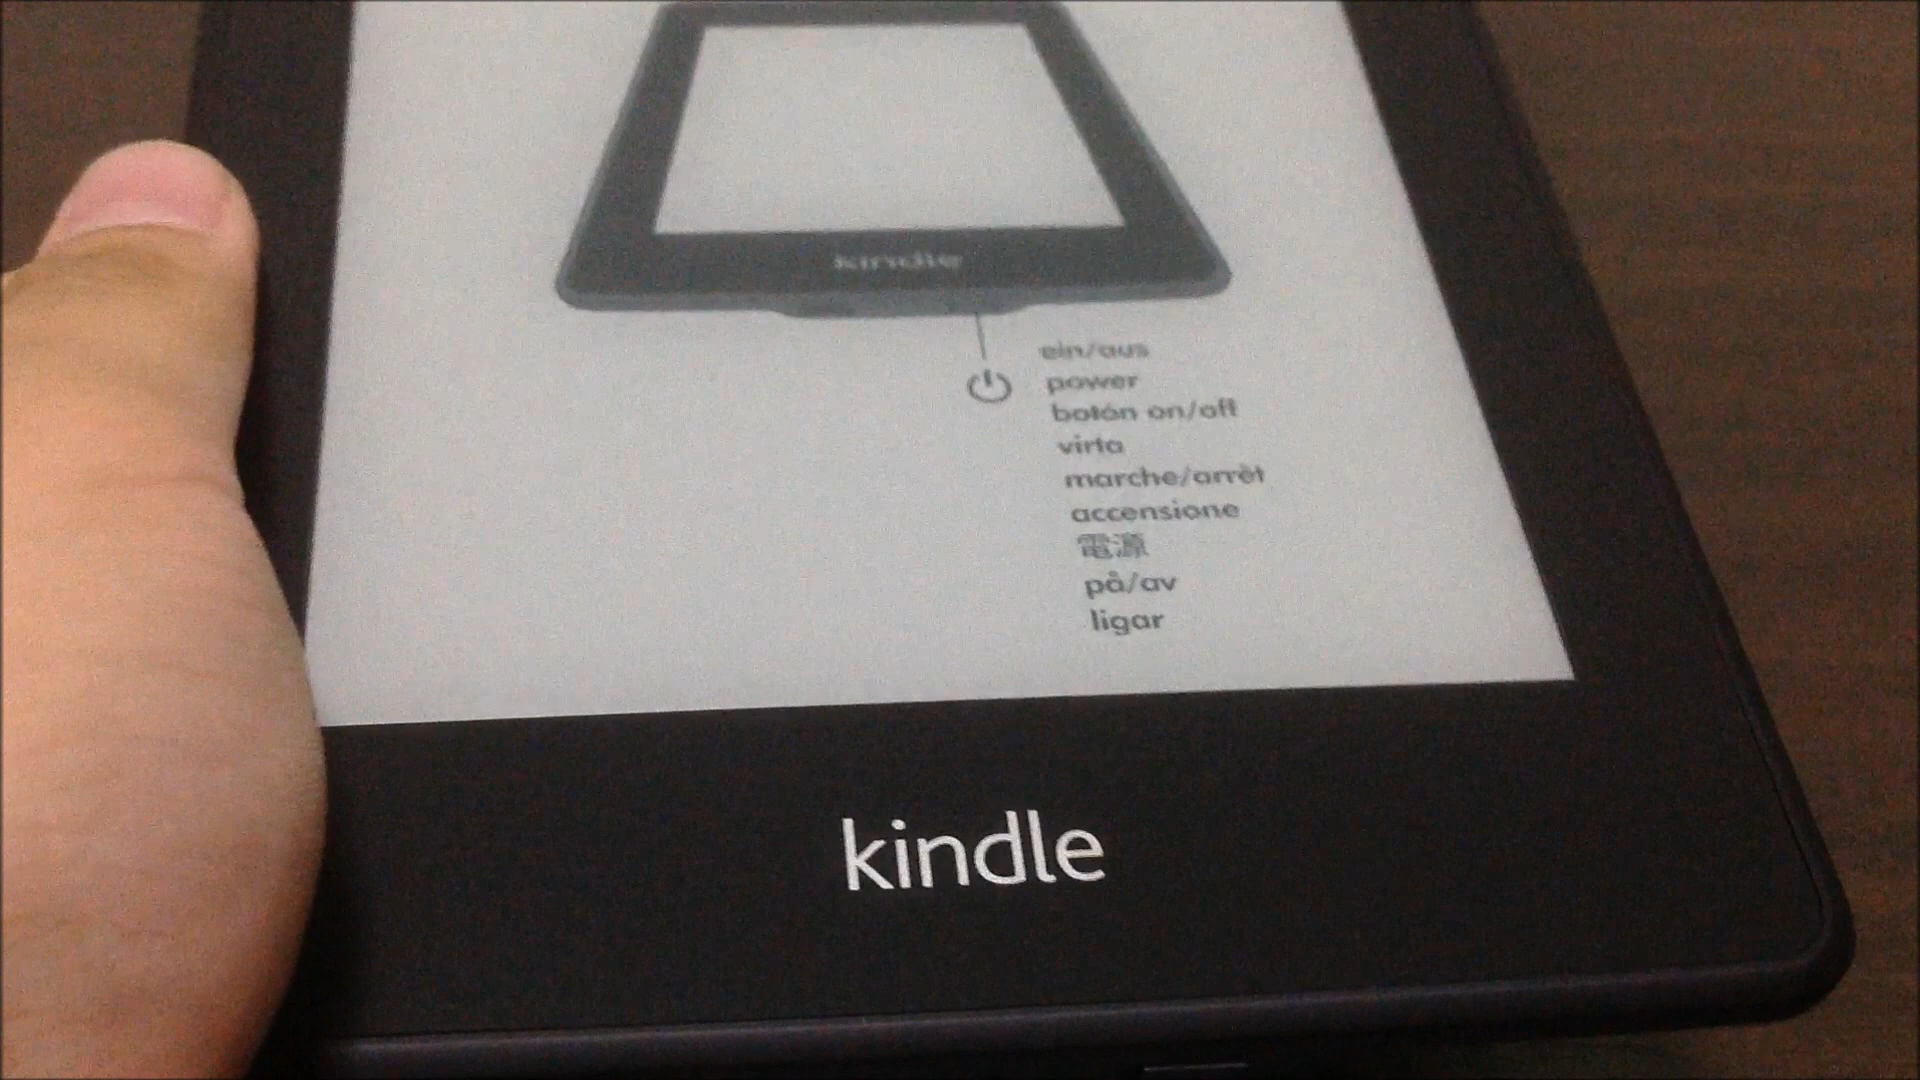 kindle
ein/aus
power
botón on/off
virta
marche/arrêt
accensione
電源
på/av
ligar
kindle